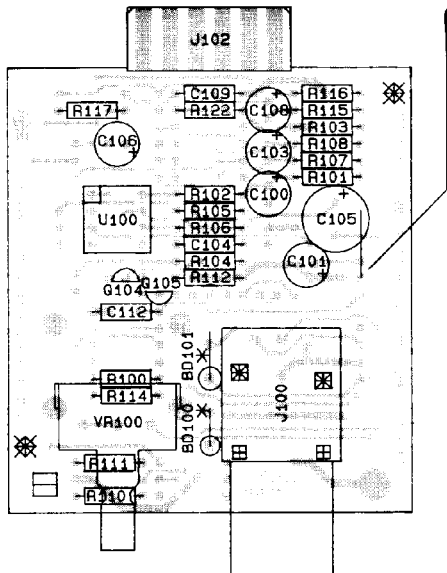 J102
C109
R116
R117
R122
C108
R115
R103
C106
R108
C103
R107
R101
R102
C100
U100
R105
C105
R106
C104
R104
C101
R112
Q104
Q105
C112
BD101
R100
J100
R114
VR100
BD100
R111
R110